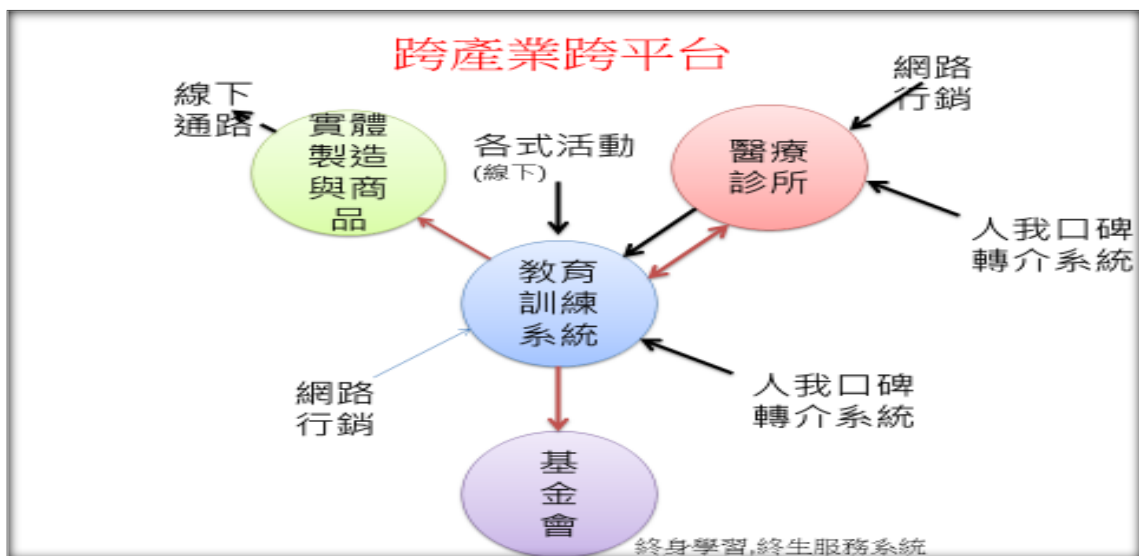 跨產業跨平台
線下
通路
實體
製造
與商
品
各式活動
(線下)
醫療
診所
網路
行銷
人我口碑
轉介系統
教育
訓練
系統
網路
行銷
人我口碑
轉介系統
基
金
會
終身學習,終生服務系統